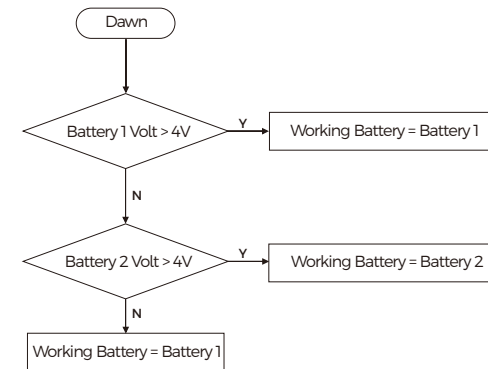 Dawn
Battery 1 Volt > 4V
Y
Working Battery = Battery 1
N
Battery 2 Volt > 4V
Y
Working Battery = Battery 2
N
Working Battery = Battery 1